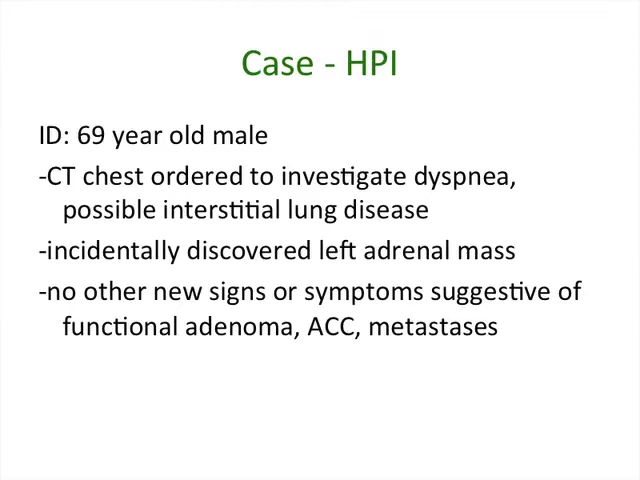 Case - HPI
ID: 69 year old male
-CT chest ordered to investigate dyspnea,
possible interstitial lung disease
-incidentally discovered left adrenal mass
-no other new signs or symptoms suggestive of
functional adenoma, ACC, metastases